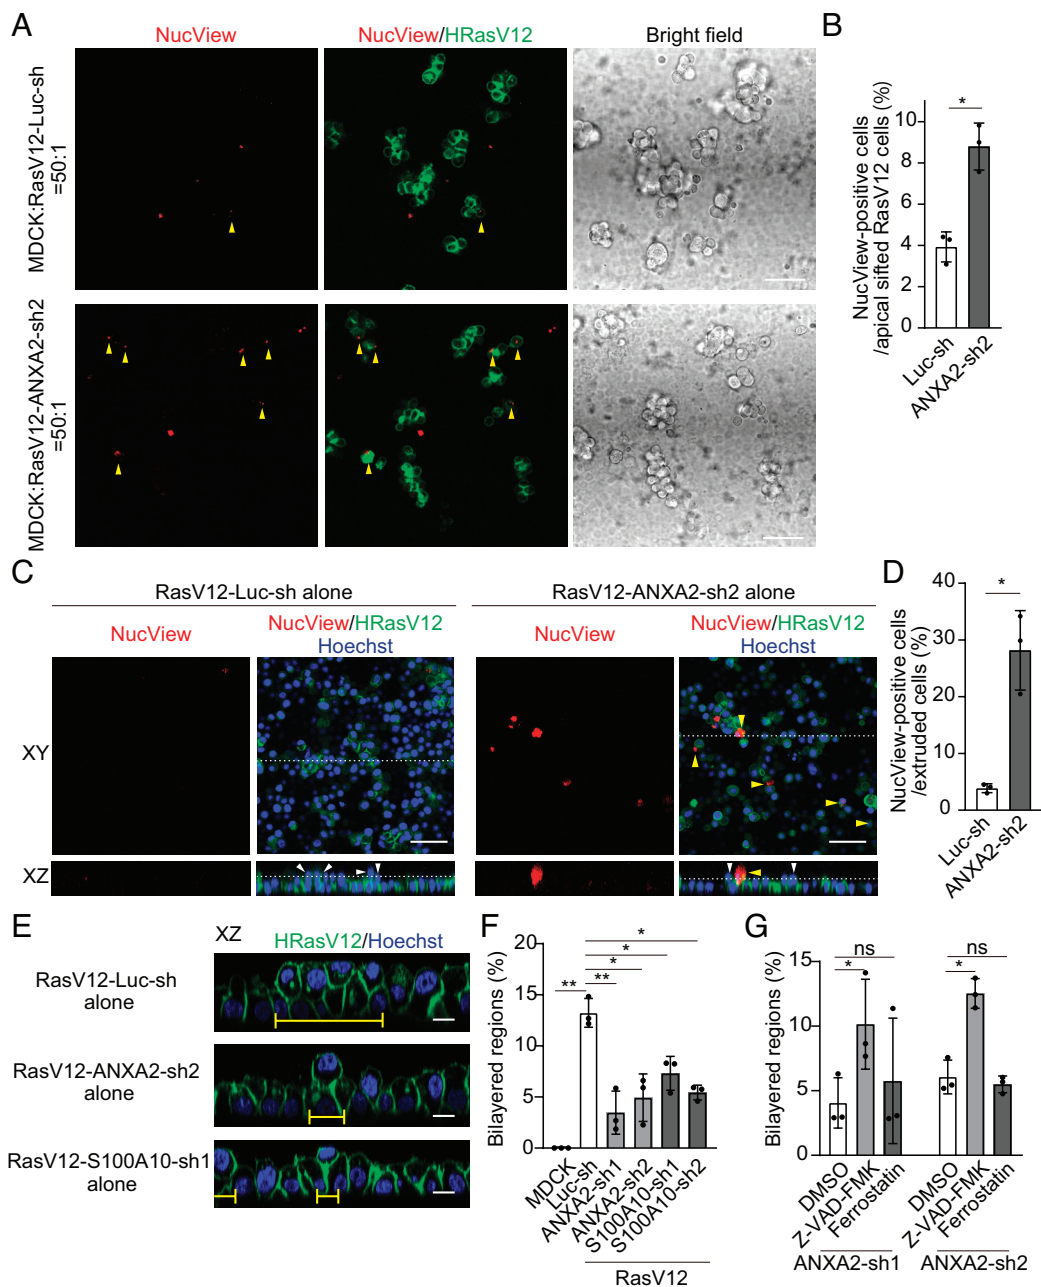 A
NucView
NucView/HRasV12
Bright field
MDCK:RasV12-Luc-sh
=50:1
MDCK:RasV12-ANXA2-sh2
=50:1
B
NucView-positive cells
/apical sifted RasV12 cells (%)
10
8
6
4
2
0
*
Luc-sh
ANXA2-sh2
C
RasV12-Luc-sh alone
RasV12-ANXA2-sh2 alone
NucView
NucView/HRasV12
Hoechst
NucView
NucView/HRasV12
Hoechst
XY
XZ
D
NucView-positive cells
/extruded cells (%)
40
30
20
10
0
*
Luc-sh
ANXA2-sh2
E
XZ
HRasV12/Hoechst
RasV12-Luc-sh
alone
RasV12-ANXA2-sh2
alone
RasV12-S100A10-sh1
alone
F
Bilayered regions (%)
20
15
10
5
0
*
*
*
**
**
MDCK
Luc-sh
ANXA2-sh1
ANXA2-sh2
S100A10-sh1
S100A10-sh2
RasV12
G
Bilayered regions (%)
15
10
5
0
ns
*
ns
*
DMSO
Z-VAD-FMK
Ferrostatin
DMSO
Z-VAD-FMK
Ferrostatin
ANXA2-sh1
ANXA2-sh2